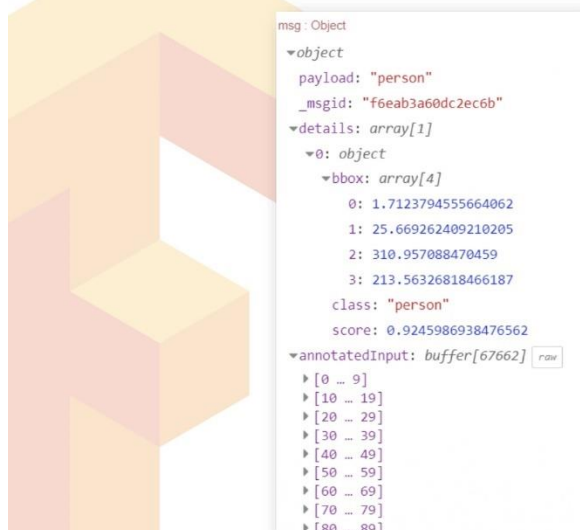 msg : Object
▾object
payload: "person"
_msgid: "f6eab3a60dc2ec6b"
▾details: array[1]
▾0: object
▾bbox: array[4]
0: 1.7123794555664062
1: 25.669262409210205
2: 310.957088470459
3: 213.56326818466187
class: "person"
score: 0.9245986938476562
▾annotatedInput: buffer[67662] raw
▸[0 … 9]
▸[10 … 19]
▸[20 … 29]
▸[30 … 39]
▸[40 … 49]
▸[50 … 59]
▸[60 … 69]
▸[70 … 79]
▸[80 … 89]